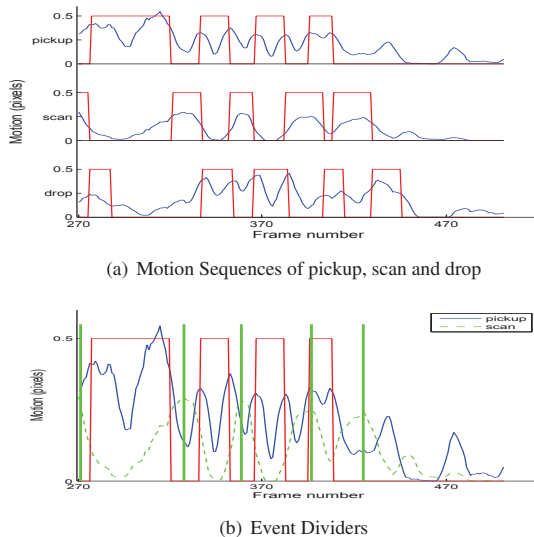 Motion (pixels)
0.5
pickup
0
0.5
scan
0
0.5
drop
0
270
370
470
Frame number
(a) Motion Sequences of pickup, scan and drop
Motion (pixels)
0.5
0
pickup
scan
270
370
470
Frame number
(b) Event Dividers